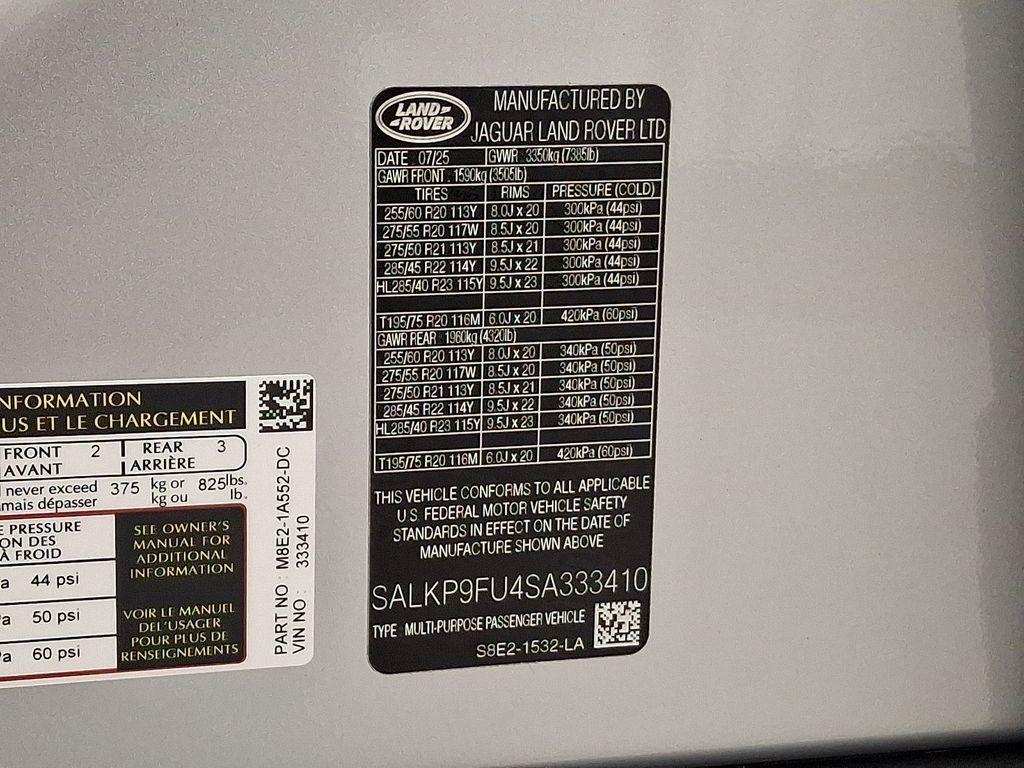 LAND-
-ROVER
MANUFACTURED BY
JAGUAR LAND ROVER LTD
DATE : 07/25 GVWR : 3350kg (7385lb)
GAWR FRONT : 1590kg (3505lb)
TIRES RIMS PRESSURE (COLD)
255/60 R20 113Y 8.0J x 20 300kPa (44psi)
275/55 R20 117W 8.5J x 20 300kPa (44psi)
275/50 R21 113Y 8.5J x 21 300kPa (44psi)
285/45 R22 114Y 9.5J x 22 300kPa (44psi)
HL285/40 R23 115Y 9.5J x 23 300kPa (44psi)
T195/75 R20 116M 6.0J x 20 420kPa (60psi)
GAWR REAR : 1960kg (4320lb)
255/60 R20 113Y 8.0J x 20 340kPa (50psi)
275/55 R20 117W 8.5J x 20 340kPa (50psi)
275/50 R21 113Y 8.5J x 21 340kPa (50psi)
285/45 R22 114Y 9.5J x 22 340kPa (50psi)
HL285/40 R23 115Y 9.5J x 23 340kPa (50psi)
T195/75 R20 116M 6.0J x 20 420kPa (60psi)
THIS VEHICLE CONFORMS TO ALL APPLICABLE
U.S. FEDERAL MOTOR VEHICLE SAFETY
STANDARDS IN EFFECT ON THE DATE OF
MANUFACTURE SHOWN ABOVE
SALKP9FU4SA333410
TYPE : MULTI-PURPOSE PASSENGER VEHICLE
S8E2-1532-LA
NFORMATION
US ET LE CHARGEMENT
FRONT 2 REAR 3
AVANT ARRIÈRE
never exceed 375 kg or 825 lbs.
mais dépasser kg ou lb.
E PRESSURE
ON DES
À FROID
a 44 psi
a 50 psi
a 60 psi
SEE OWNER'S
MANUAL FOR
ADDITIONAL
INFORMATION
VOIR LE MANUEL
DE L'USAGER
POUR PLUS DE
RENSEIGNEMENTS
PART NO : M8E2-1A552-DC
VIN NO : 333410